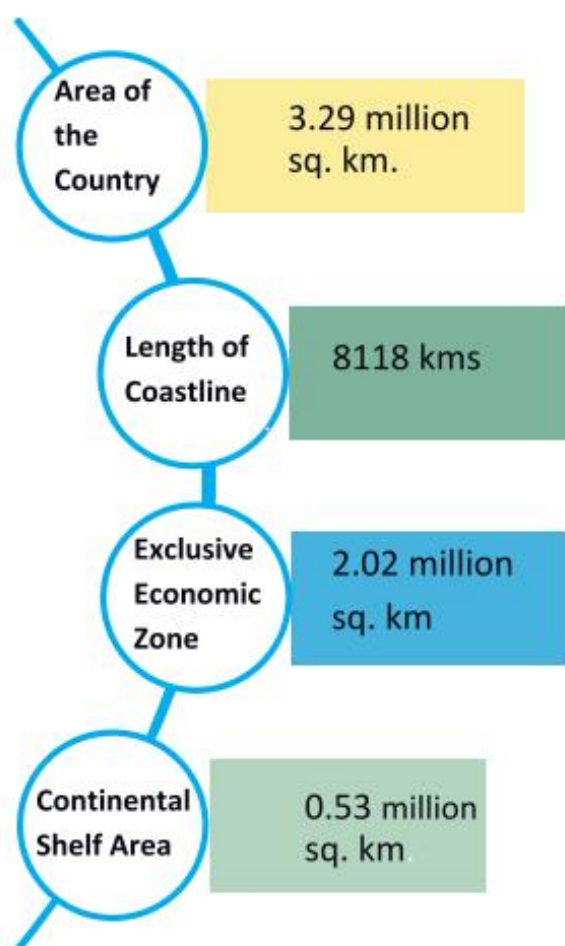 Area of
the
Country
3.29 million
sq. km.
Length of
Coastline
8118 kms
Exclusive
Economic
Zone
2.02 million
sq. km
Continental
Shelf Area
0.53 million
sq. km.